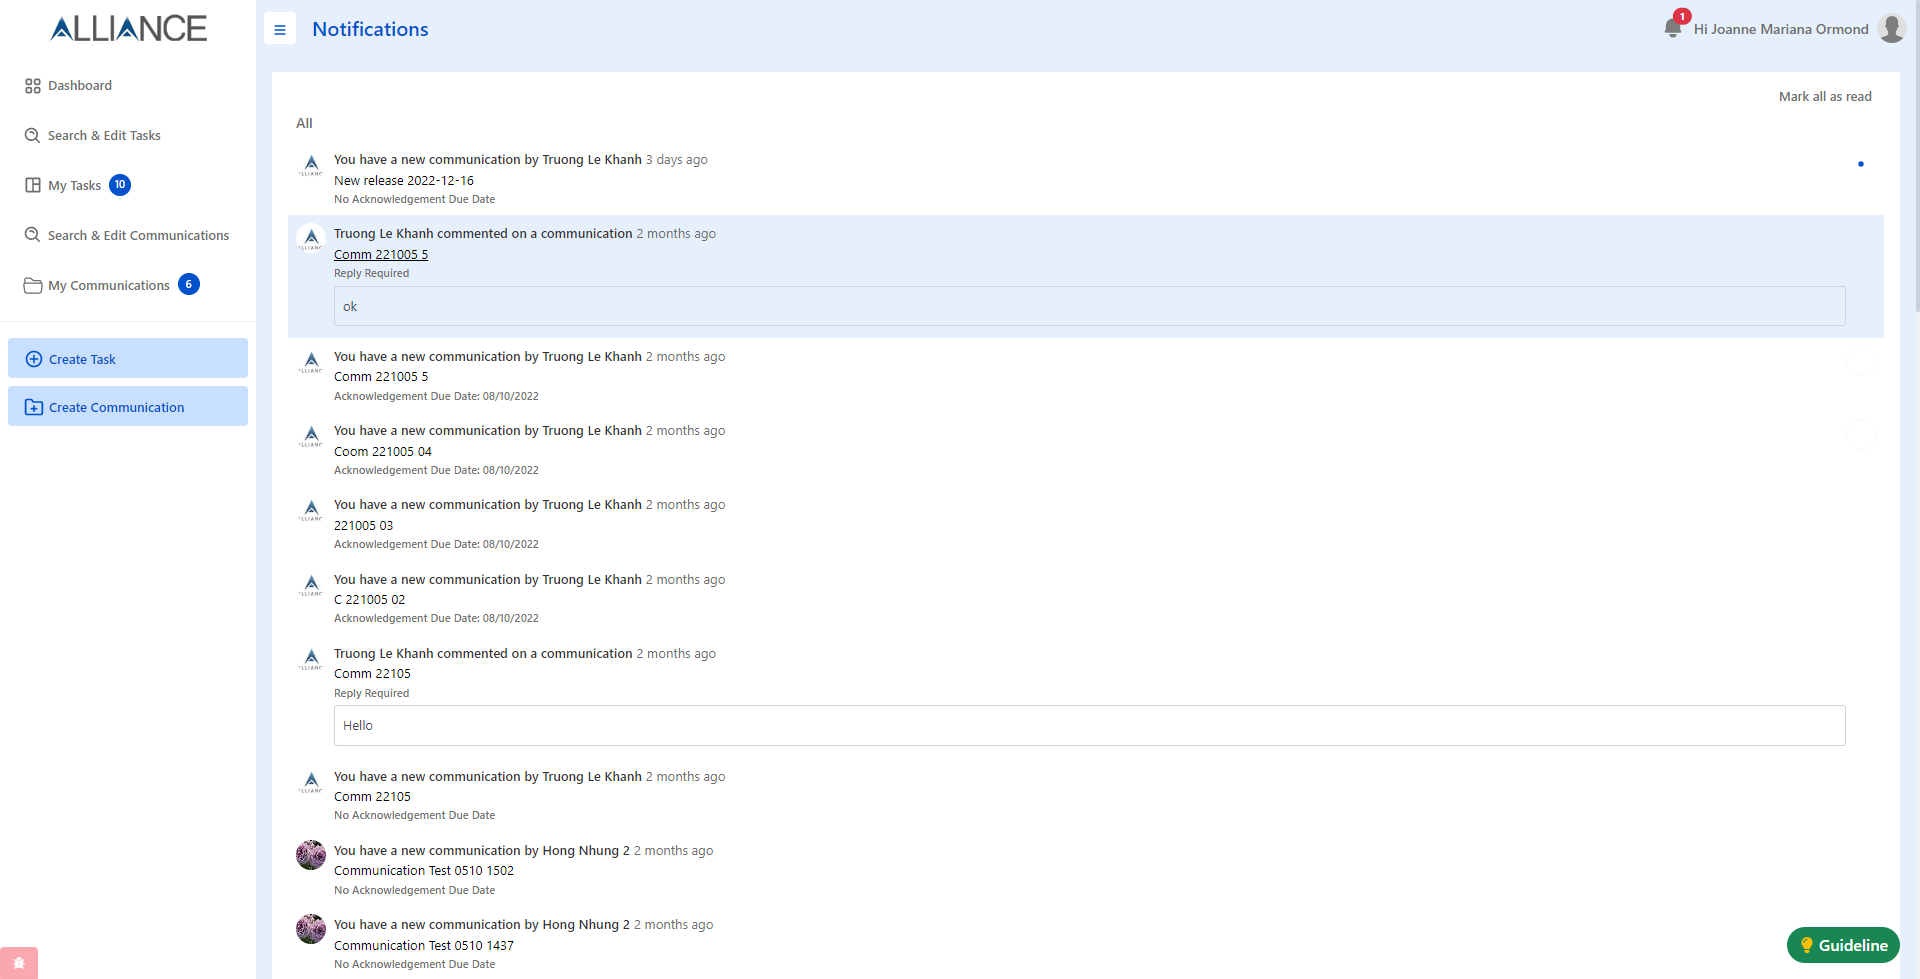 ALLIANCE
Notifications
1
Hi Joanne Mariana Ormond
Dashboard
Search & Edit Tasks
My Tasks 10
Search & Edit Communications
My Communications 6
Create Task
Create Communication
Mark all as read
All
You have a new communication by Truong Le Khanh 3 days ago
New release 2022-12-16
No Acknowledgement Due Date
Truong Le Khanh commented on a communication 2 months ago
Comm 221005 5
Reply Required
ok
You have a new communication by Truong Le Khanh 2 months ago
Comm 221005 5
Acknowledgement Due Date: 08/10/2022
You have a new communication by Truong Le Khanh 2 months ago
Coom 221005 04
Acknowledgement Due Date: 08/10/2022
You have a new communication by Truong Le Khanh 2 months ago
221005 03
Acknowledgement Due Date: 08/10/2022
You have a new communication by Truong Le Khanh 2 months ago
C 221005 02
Acknowledgement Due Date: 08/10/2022
Truong Le Khanh commented on a communication 2 months ago
Comm 22105
Reply Required
Hello
You have a new communication by Truong Le Khanh 2 months ago
Comm 22105
No Acknowledgement Due Date
You have a new communication by Hong Nhung 2 2 months ago
Communication Test 0510 1502
No Acknowledgement Due Date
You have a new communication by Hong Nhung 2 2 months ago
Communication Test 0510 1437
No Acknowledgement Due Date
Guideline